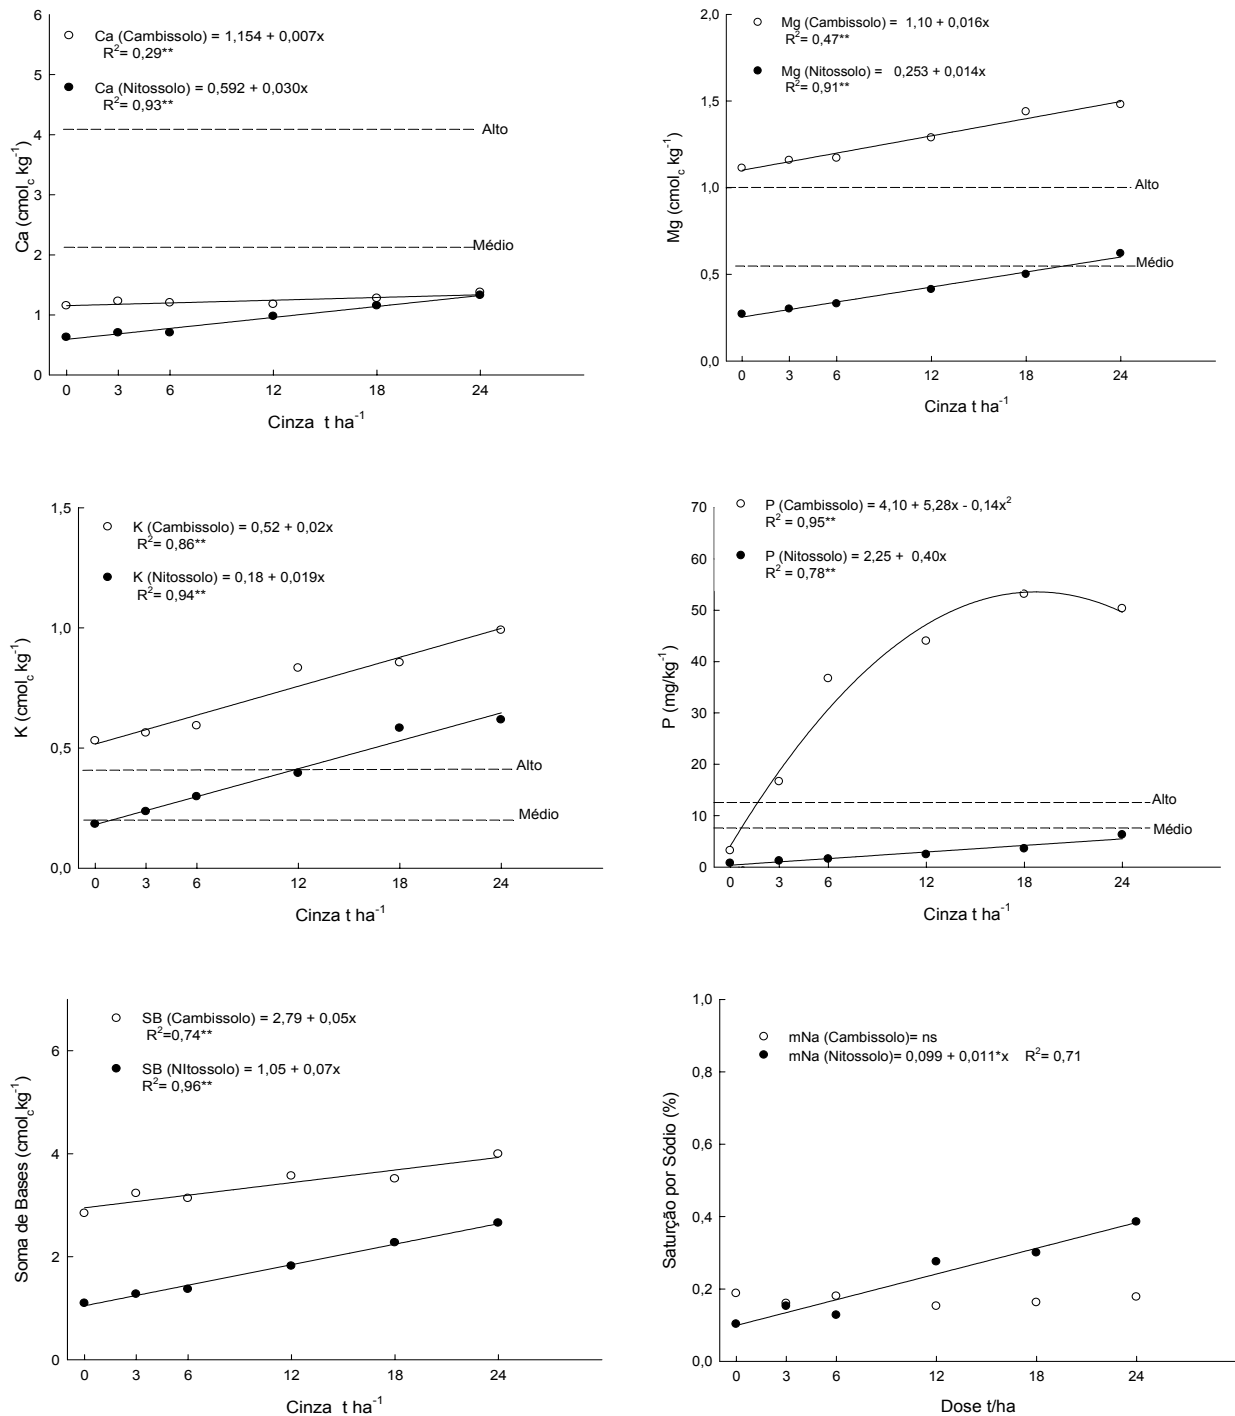 Ca (Cambissolo) = 1,154 + 0,007x
R²= 0,29**
Ca (Nitossolo) = 0,592 + 0,030x
R²= 0,93**
Alto
Médio
Ca (cmol_c kg⁻¹)
6
5
4
3
2
1
0
0 3 6 12 18 24
Cinza t ha⁻¹
Mg (Cambissolo) = 1,10 + 0,016x
R²= 0,47**
Mg (Nitossolo) = 0,253 + 0,014x
R²= 0,91**
Alto
Médio
Mg (cmol_c kg⁻¹)
2,0
1,5
1,0
0,5
0,0
0 3 6 12 18 24
Cinza t ha⁻¹
K (Cambissolo) = 0,52 + 0,02x
R²= 0,86**
K (Nitossolo) = 0,18 + 0,019x
R²= 0,94**
Alto
Médio
K (cmol_c kg⁻¹)
1,5
1,0
0,5
0,0
0 3 6 12 18 24
Cinza t ha⁻¹
P (Cambissolo) = 4,10 + 5,28x - 0,14x²
R² = 0,95**
P (Nitossolo) = 2,25 + 0,40x
R² = 0,78**
Alto
Médio
P (mg/kg⁻¹)
70
60
50
40
30
20
10
0
0 3 6 12 18 24
Cinza t ha⁻¹
SB (Cambissolo) = 2,79 + 0,05x
R²=0,74**
SB (NItossolo) = 1,05 + 0,07x
R²= 0,96**
Soma de Bases (cmol_c kg⁻¹)
6
4
2
0
0 3 6 12 18 24
Cinza t ha⁻¹
mNa (Cambissolo)= ns
mNa (Nitossolo)= 0,099 + 0,011*x R²= 0,71
Saturção por Sódio (%)
1,0
0,8
0,6
0,4
0,2
0,0
0 3 6 12 18 24
Dose t/ha